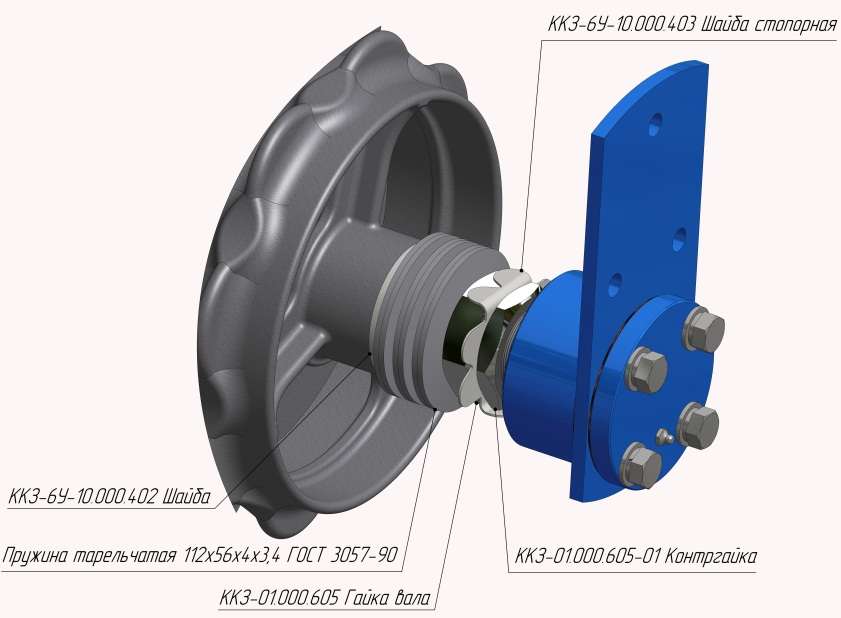 ККЗ-6У-10.000.403 Шайба стопорная
ККЗ-6У-10.000.402 Шайба
Пружина тарельчатая 112х56х4х3,4 ГОСТ 3057-90
ККЗ-01.000.605-01 Контргайка
ККЗ-01.000.605 Гайка вала